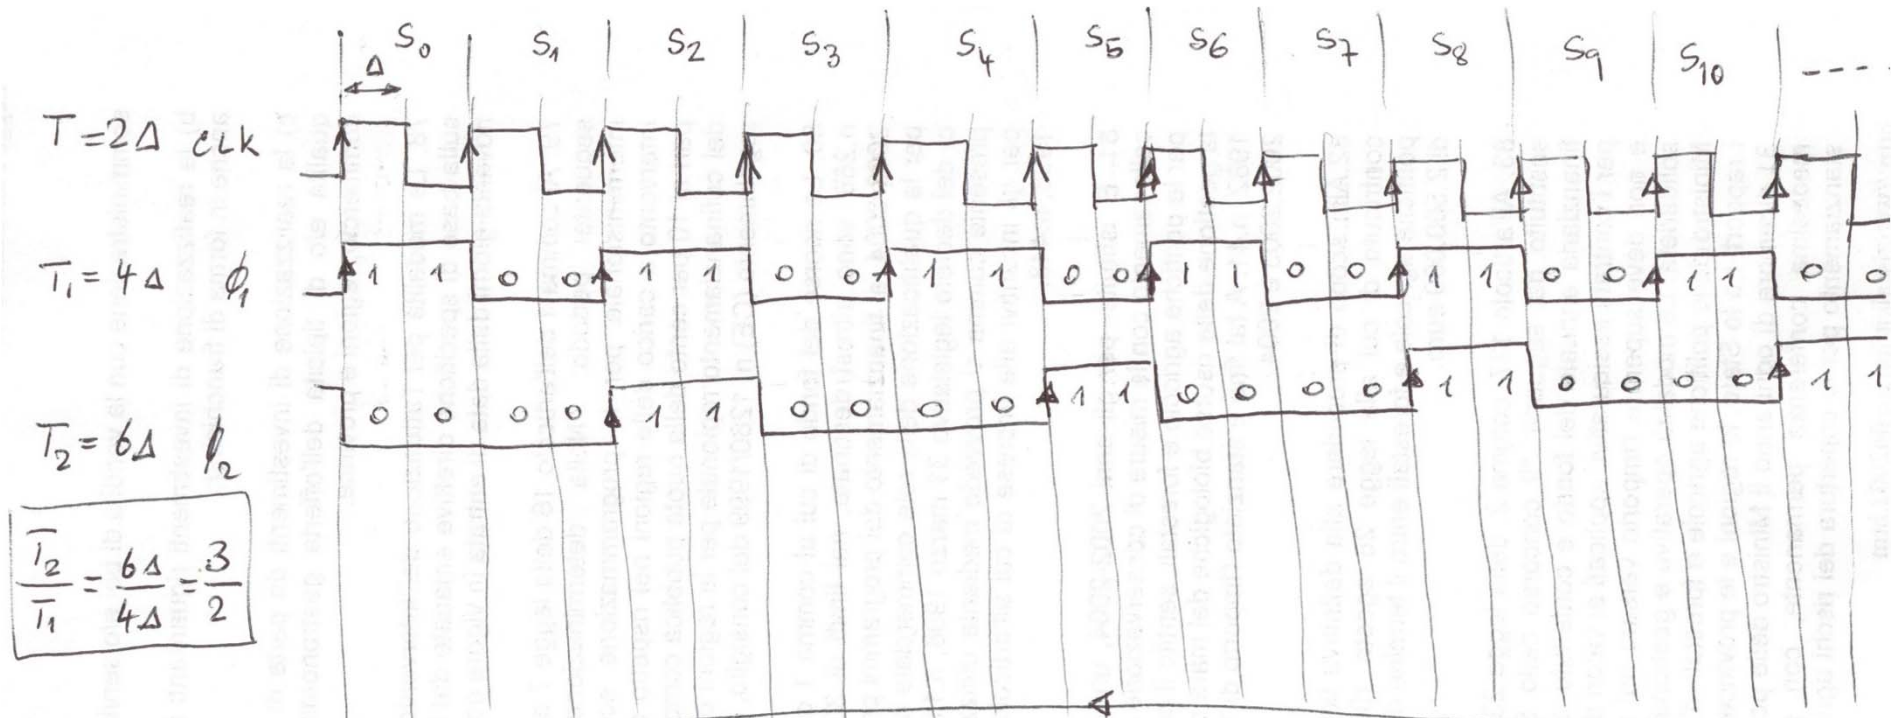 S0 S1 S2 S3 S4 S5 S6 S7 S8 S9 S10 ----
Δ
T=2Δ CLK
T1=4Δ ϕ1 1 1 0 0 1 1 0 0 1 1 0 0 1 1 0 0 1 1 0 0 1 1 0 0
T2=6Δ ϕ2 0 0 0 0 1 1 0 0 0 0 1 1 0 0 0 0 1 1 0 0 0 0 1 1
T2/T1 = 6Δ/4Δ = 3/2